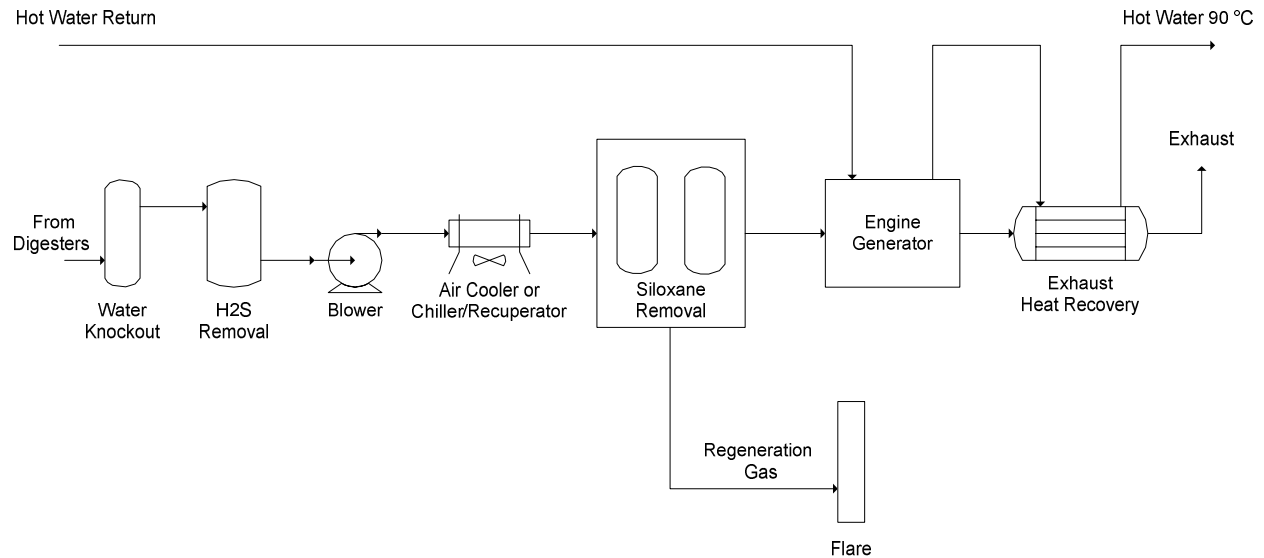 Hot Water Return
Hot Water 90 °C
Exhaust
From
Digesters
Engine
Generator
Water
Knockout
H2S
Removal
Blower
Air Cooler or
Chiller/Recuperator
Siloxane
Removal
Exhaust
Heat Recovery
Regeneration
Gas
Flare